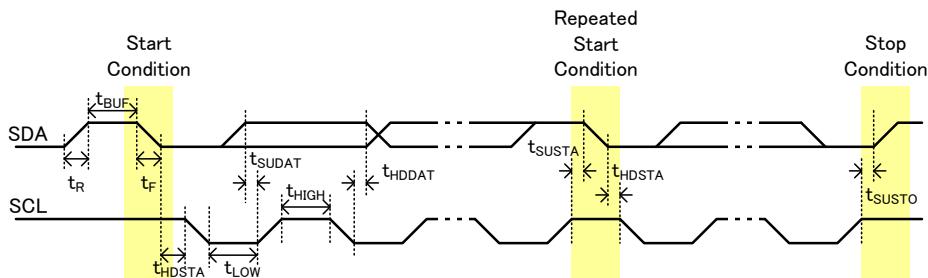 Start
Condition
Repeated
Start
Condition
Stop
Condition
tBUF
SDA
tR
tF
tSUDAT
tHDDAT
tSUSTA
tHDSTA
tSUSTO
SCL
tHIGH
tHDSTA
tLOW